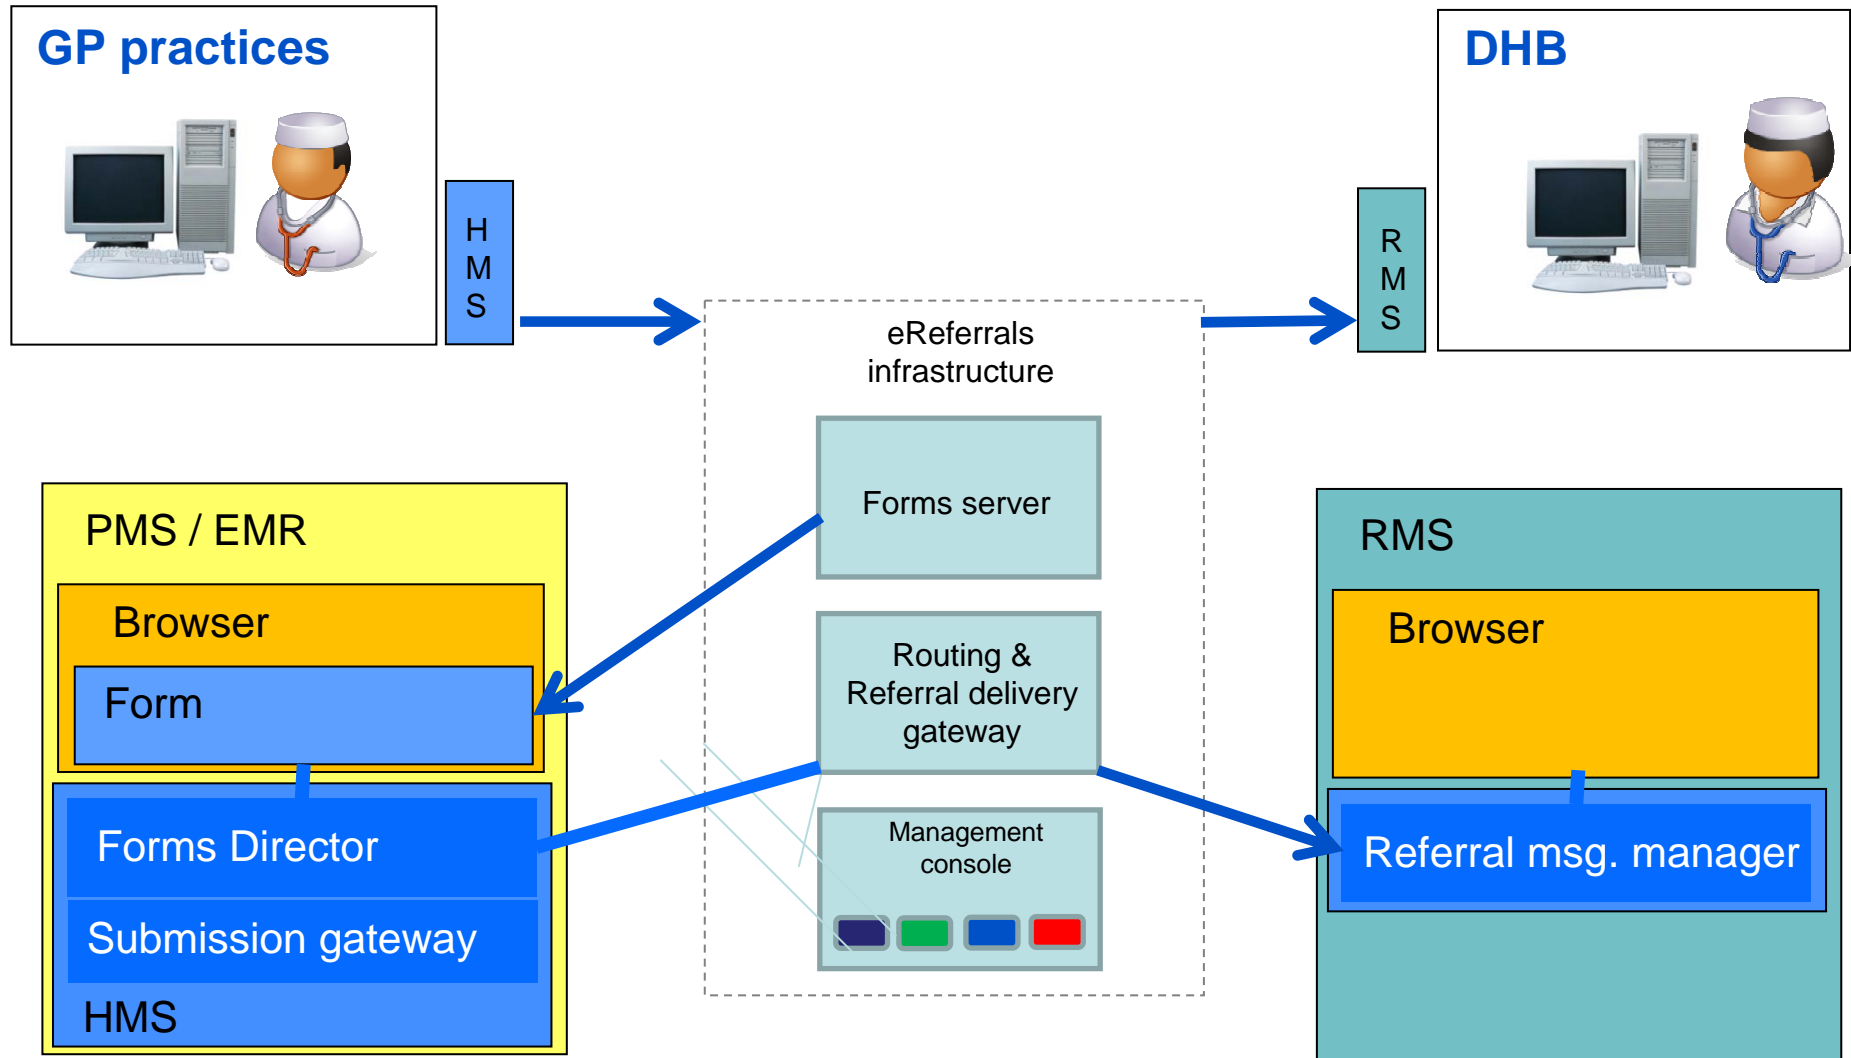 GP practices
DHB
H
M
S
R
M
S
eReferrals
infrastructure
Forms server
Routing &
Referral delivery
gateway
Management
console
PMS / EMR
Browser
Form
Forms Director
Submission gateway
HMS
RMS
Browser
Referral msg. manager